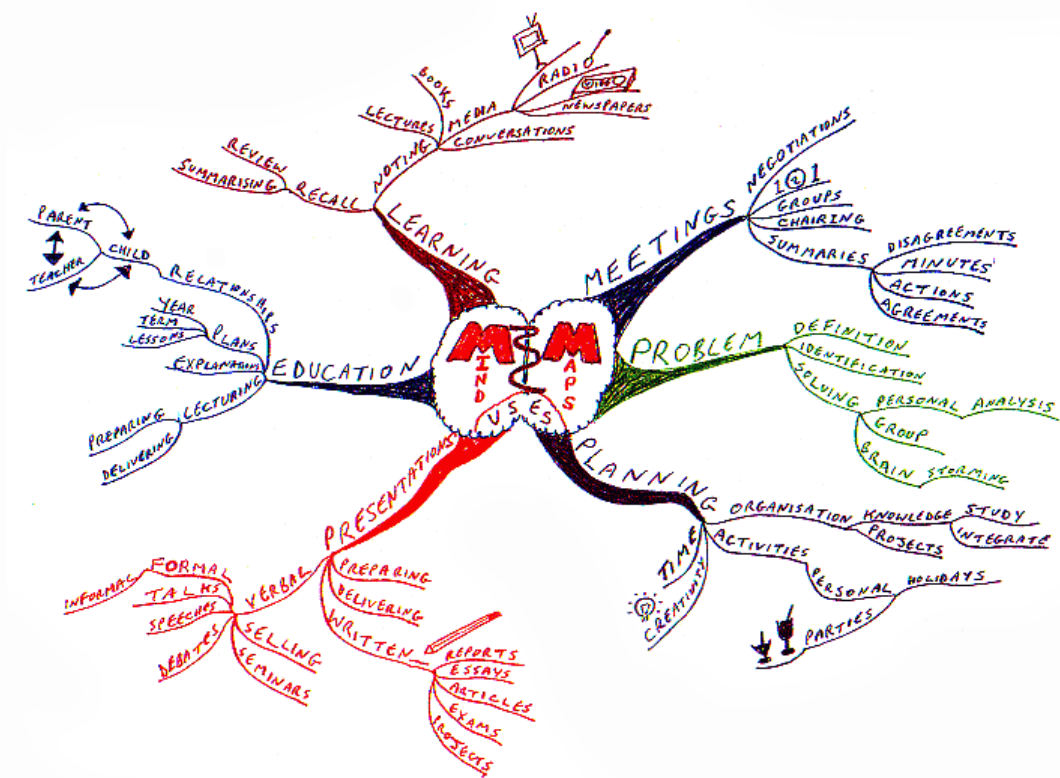 MIND MAPS
USES
LEARNING
NOTING
BOOKS
LECTURES
MEDIA
RADIO
NEWSPAPERS
CONVERSATIONS
RECALL
REVIEW
SUMMARISING
MEETINGS
NEGOTIATIONS
1 2 1
GROUPS
CHAIRING
SUMMARIES
DISAGREEMENTS
MINUTES
ACTIONS
AGREEMENTS
PROBLEM
DEFINITION
IDENTIFICATION
SOLVING
PERSONAL ANALYSIS
GROUP
BRAIN STORMING
PLANNING
ORGANISATION
KNOWLEDGE
STUDY
INTEGRATE
PROJECTS
ACTIVITIES
PERSONAL
HOLIDAYS
PARTIES
TIME
CREATIVITY
PRESENTATIONS
PREPARING
DELIVERING
WRITTEN
REPORTS
ESSAYS
ARTICLES
EXAMS
PROJECTS
VERBAL
FORMAL
INFORMAL
TALKS
SPEECHES
DEBATES
SELLING
SEMINARS
EDUCATION
RELATIONSHIPS
CHILD
PARENT
TEACHER
PLANS
YEAR
TERM
LESSONS
EXPLANATIONS
LECTURING
PREPARING
DELIVERING